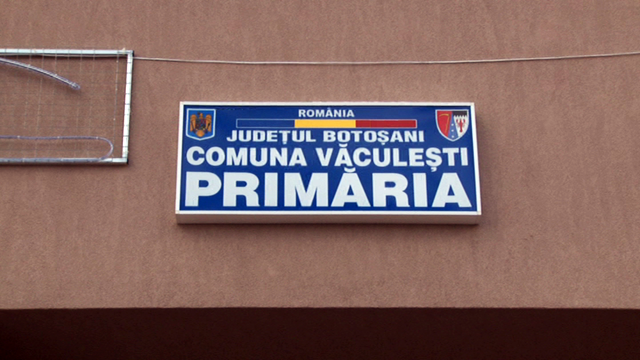 ROMÂNIA
JUDEȚUL BOTOȘANI
COMUNA VĂCULEȘTI
PRIMĂRIA